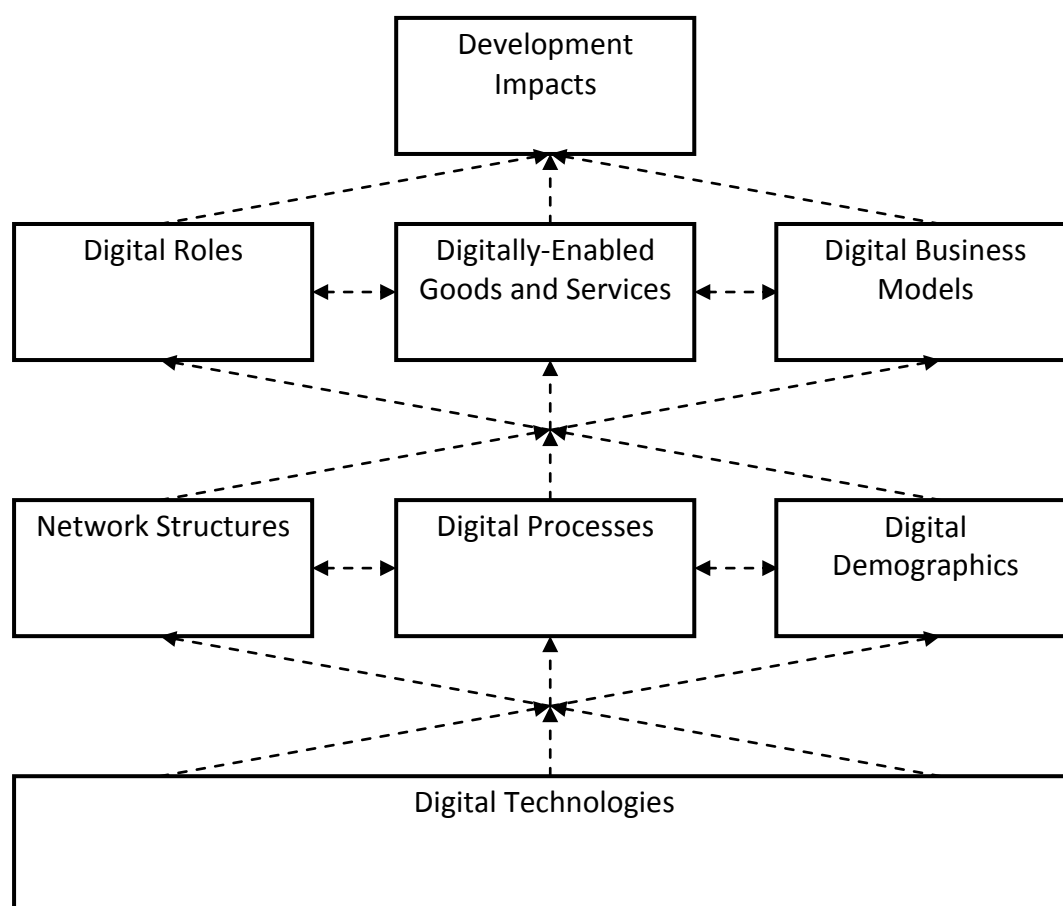 Development
Impacts
Digital Roles
Digitally-Enabled
Goods and Services
Digital Business
Models
Network Structures
Digital Processes
Digital
Demographics
Digital Technologies